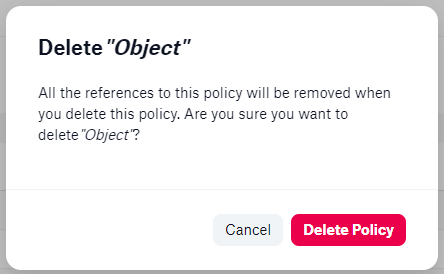 Delete "Object"
All the references to this policy will be removed when
you delete this policy. Are you sure you want to
delete "Object"?
Cancel
Delete Policy